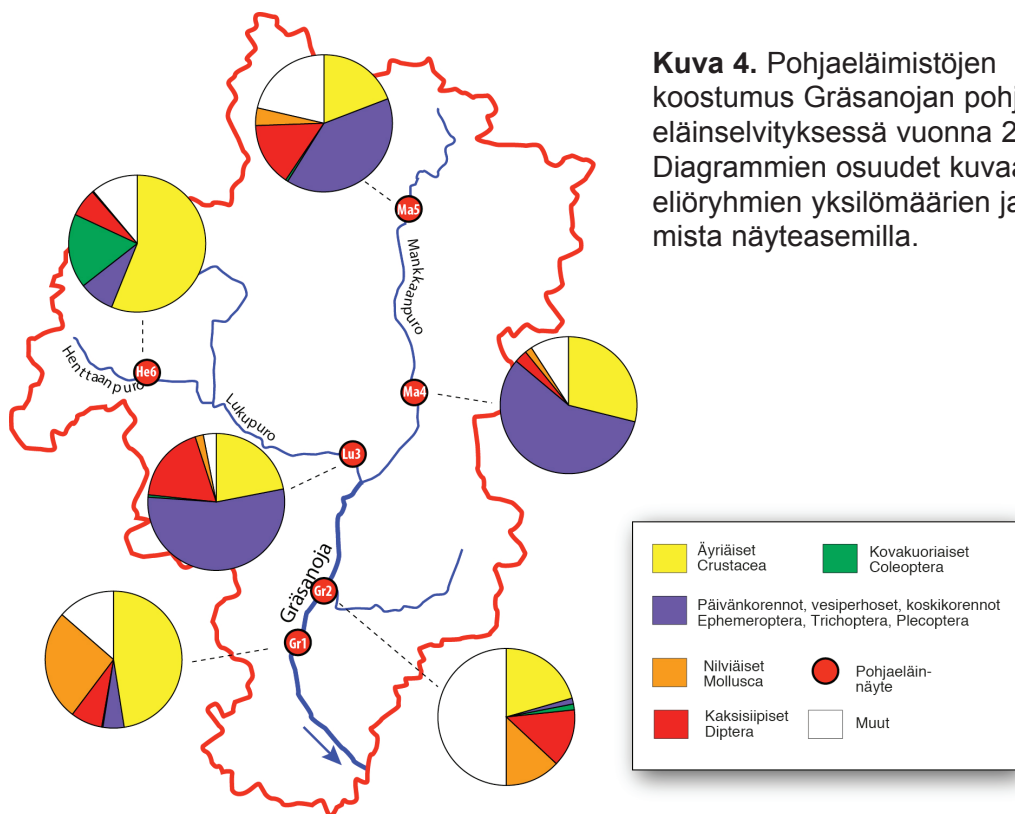 Kuva 4. Pohjaeläimistöjen
koostumus Gräsanojan pohj
eläinselvityksessä vuonna 2
Diagrammien osuudet kuvaa
eliöryhmien yksilömäärien ja
mista näyteasemilla.
Ma5
Mankkaanpuro
He6
Henttaanpuro
Ma4
Lukupuro
Lu3
Gräsanoja
Gr2
Gr1
Äyriäiset
Crustacea
Kovakuoriaiset
Coleoptera
Päivänkorennot, vesiperhoset, koskikorennot
Ephemeroptera, Trichoptera, Plecoptera
Nilviäiset
Mollusca
Pohjaeläin-
näyte
Kaksisiipiset
Diptera
Muut